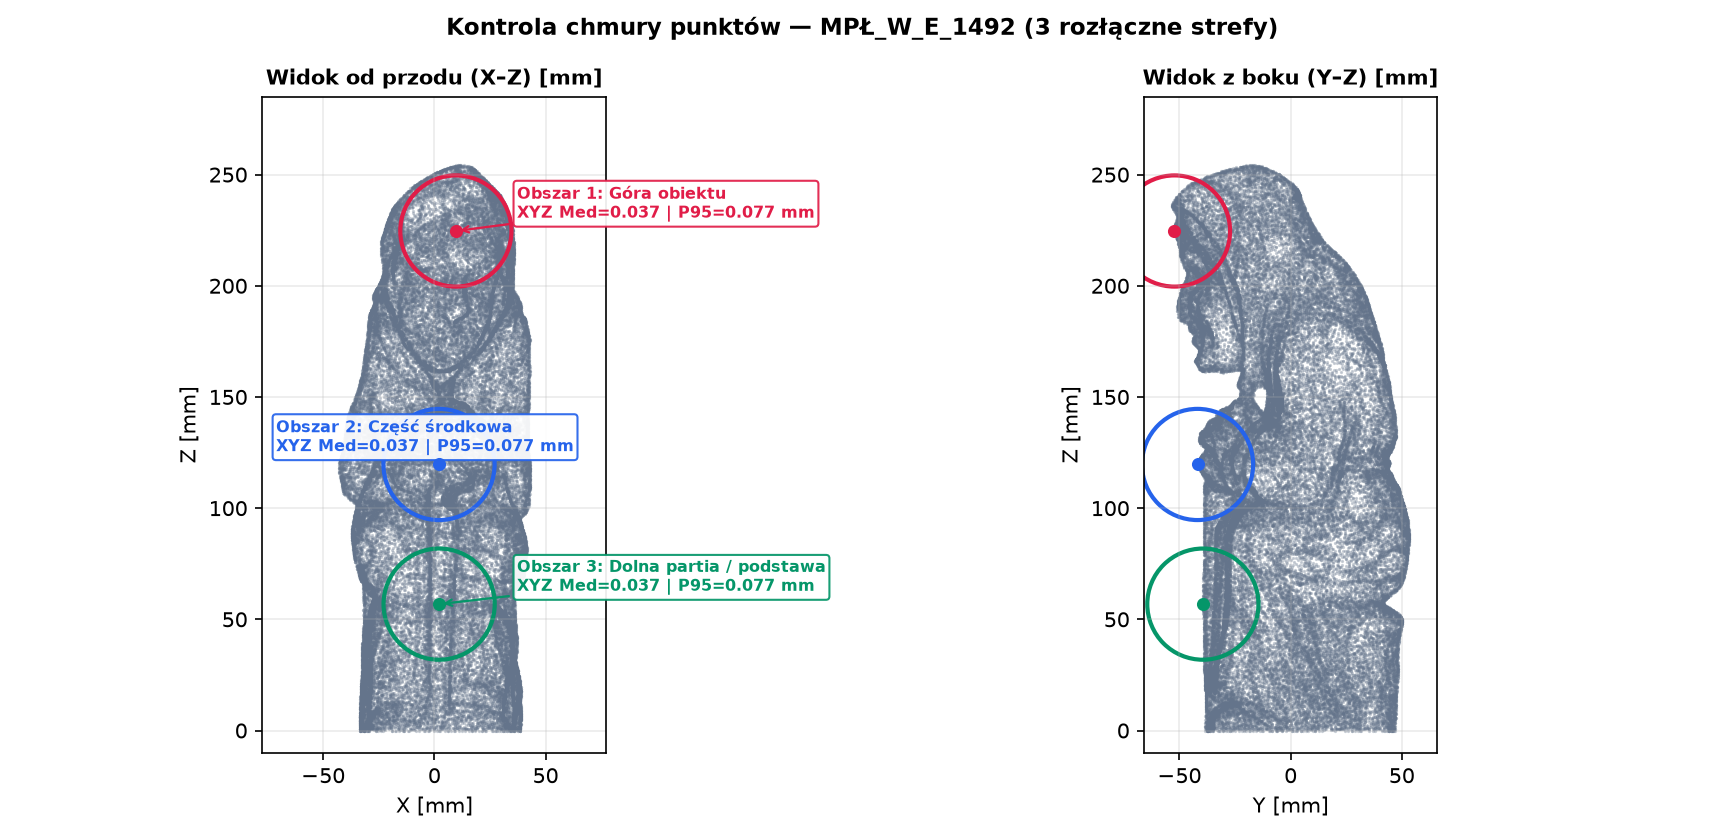 Kontrola chmury punktów — MPŁ_W_E_1492 (3 rozłączne strefy)
Widok od przodu (X–Z) [mm]
Z [mm]
250
200
150
100
50
0
Obszar 1: Góra obiektu
XYZ Med=0.037 | P95=0.077 mm
Obszar 2: Część środkowa
XYZ Med=0.037 | P95=0.077 mm
Obszar 3: Dolna partia / podstawa
XYZ Med=0.037 | P95=0.077 mm
−50 0 50
X [mm]
Widok z boku (Y–Z) [mm]
Z [mm]
250
200
150
100
50
0
−50 0 50
Y [mm]